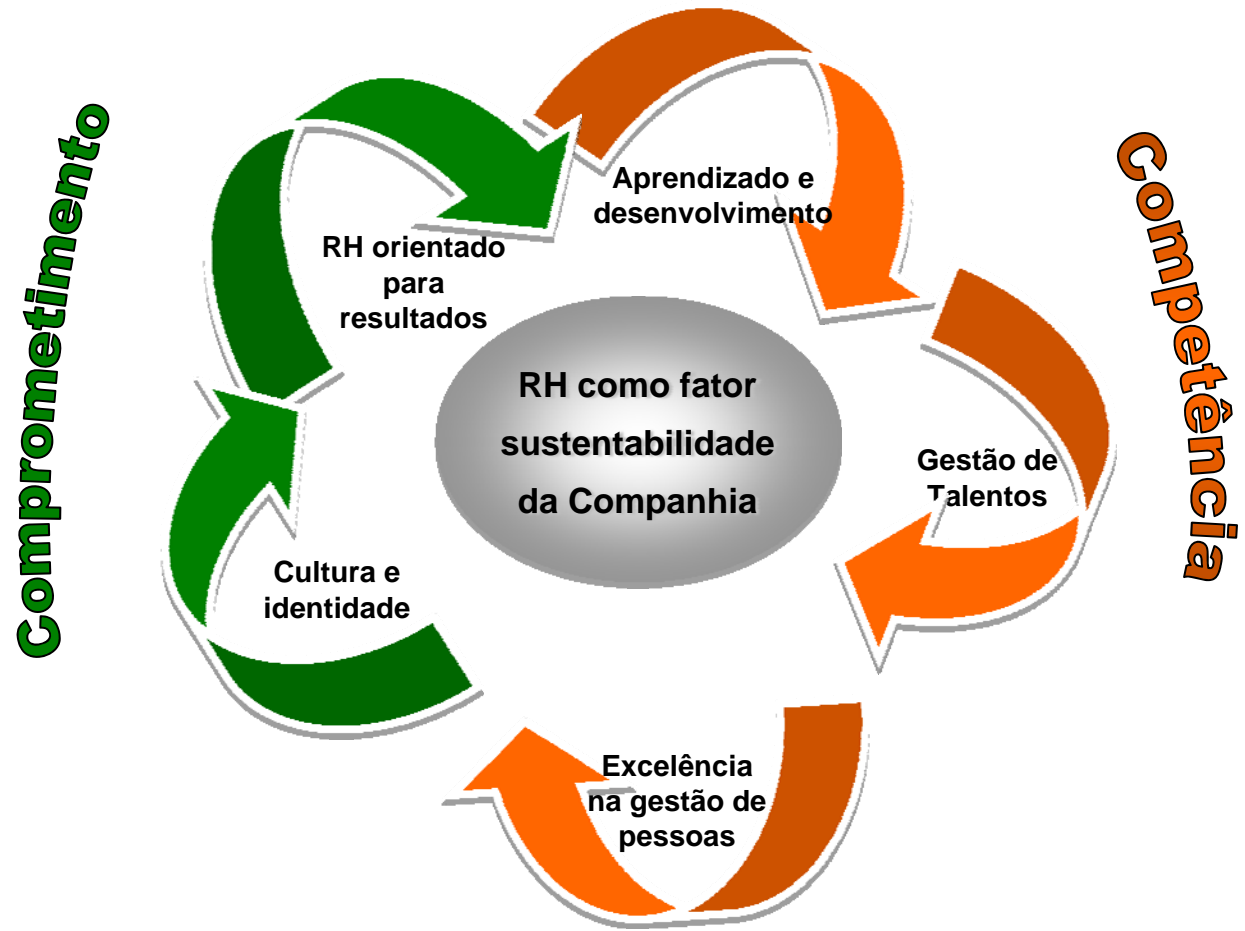 Comprometimento
Competência
Aprendizado e
desenvolvimento
RH orientado
para
resultados
RH como fator
sustentabilidade
da Companhia
Gestão de
Talentos
Cultura e
identidade
Excelência
na gestão de
pessoas